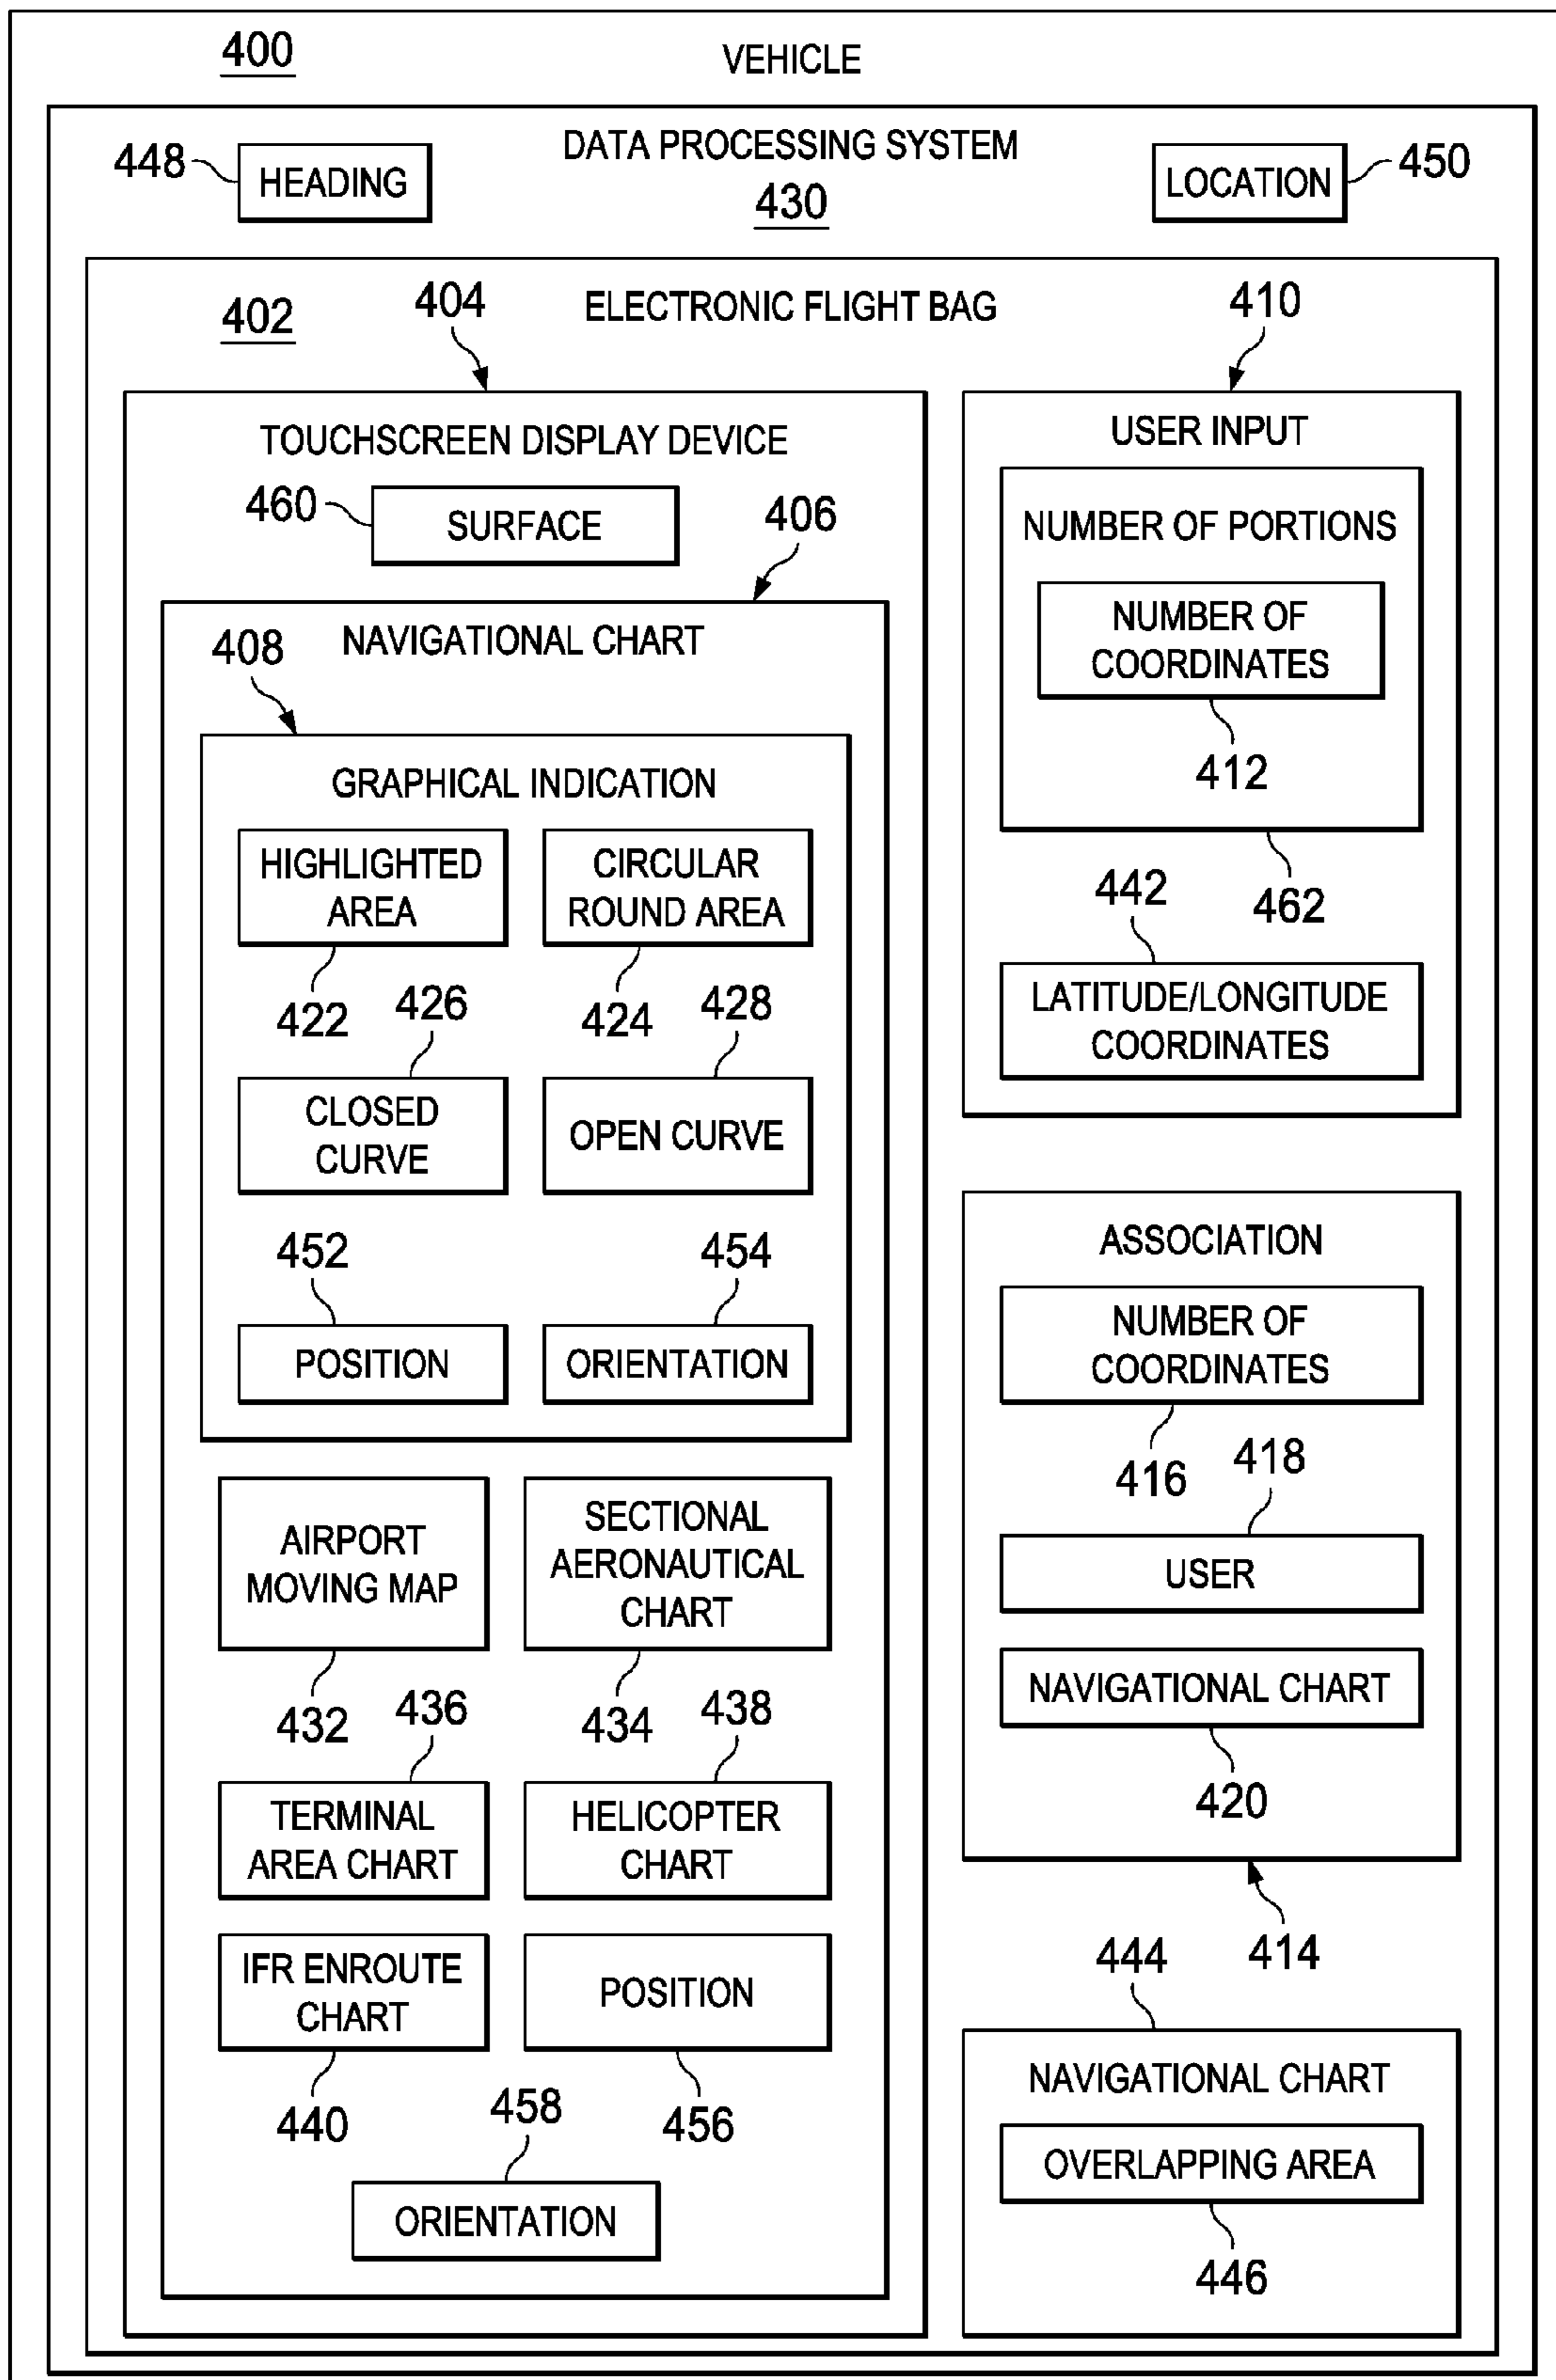 400
VEHICLE
DATA PROCESSING SYSTEM
430
448
HEADING
LOCATION
450
402
404
ELECTRONIC FLIGHT BAG
410
TOUCHSCREEN DISPLAY DEVICE
460
SURFACE
406
NAVIGATIONAL CHART
408
GRAPHICAL INDICATION
HIGHLIGHTED
AREA
422
CIRCULAR
ROUND AREA
424
426
CLOSED
CURVE
428
OPEN CURVE
452
POSITION
454
ORIENTATION
AIRPORT
MOVING MAP
432
SECTIONAL
AERONAUTICAL
CHART
434
436
TERMINAL
AREA CHART
438
HELICOPTER
CHART
IFR ENROUTE
CHART
440
POSITION
456
458
ORIENTATION
USER INPUT
NUMBER OF PORTIONS
NUMBER OF
COORDINATES
412
462
442
LATITUDE/LONGITUDE
COORDINATES
ASSOCIATION
NUMBER OF
COORDINATES
416
418
USER
NAVIGATIONAL CHART
420
414
444
NAVIGATIONAL CHART
OVERLAPPING AREA
446